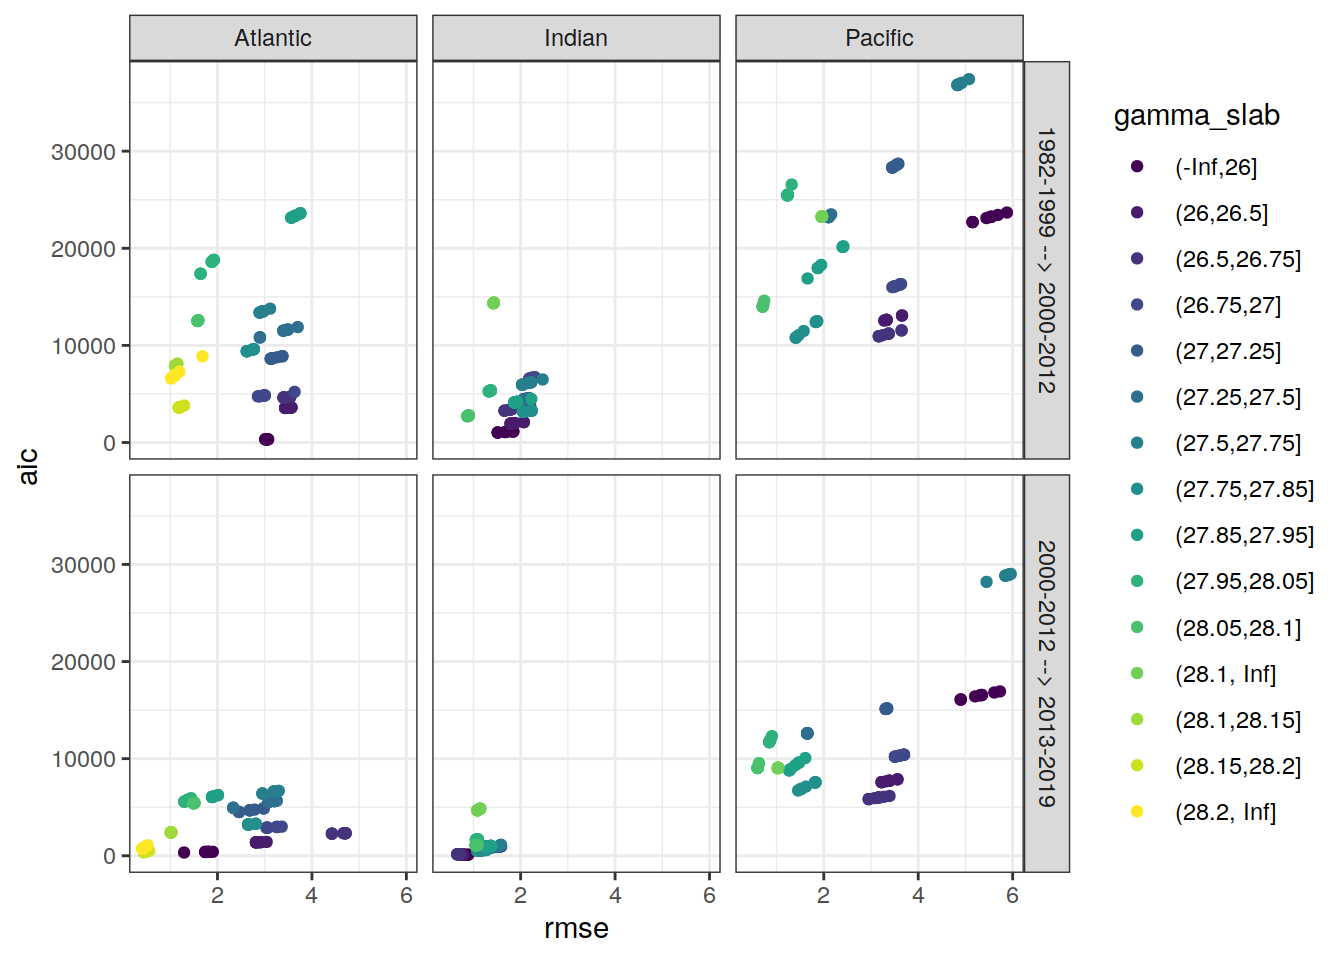 Atlantic
Indian
Pacific
30000
20000
10000
0
1982-1999 --> 2000-2012
30000
20000
10000
0
2000-2012 --> 2013-2019
2
4
6
2
4
6
2
4
6
rmse
aic
gamma_slab
(-Inf,26]
(26,26.5]
(26.5,26.75]
(26.75,27]
(27,27.25]
(27.25,27.5]
(27.5,27.75]
(27.75,27.85]
(27.85,27.95]
(27.95,28.05]
(28.05,28.1]
(28.1, Inf]
(28.1,28.15]
(28.15,28.2]
(28.2, Inf]